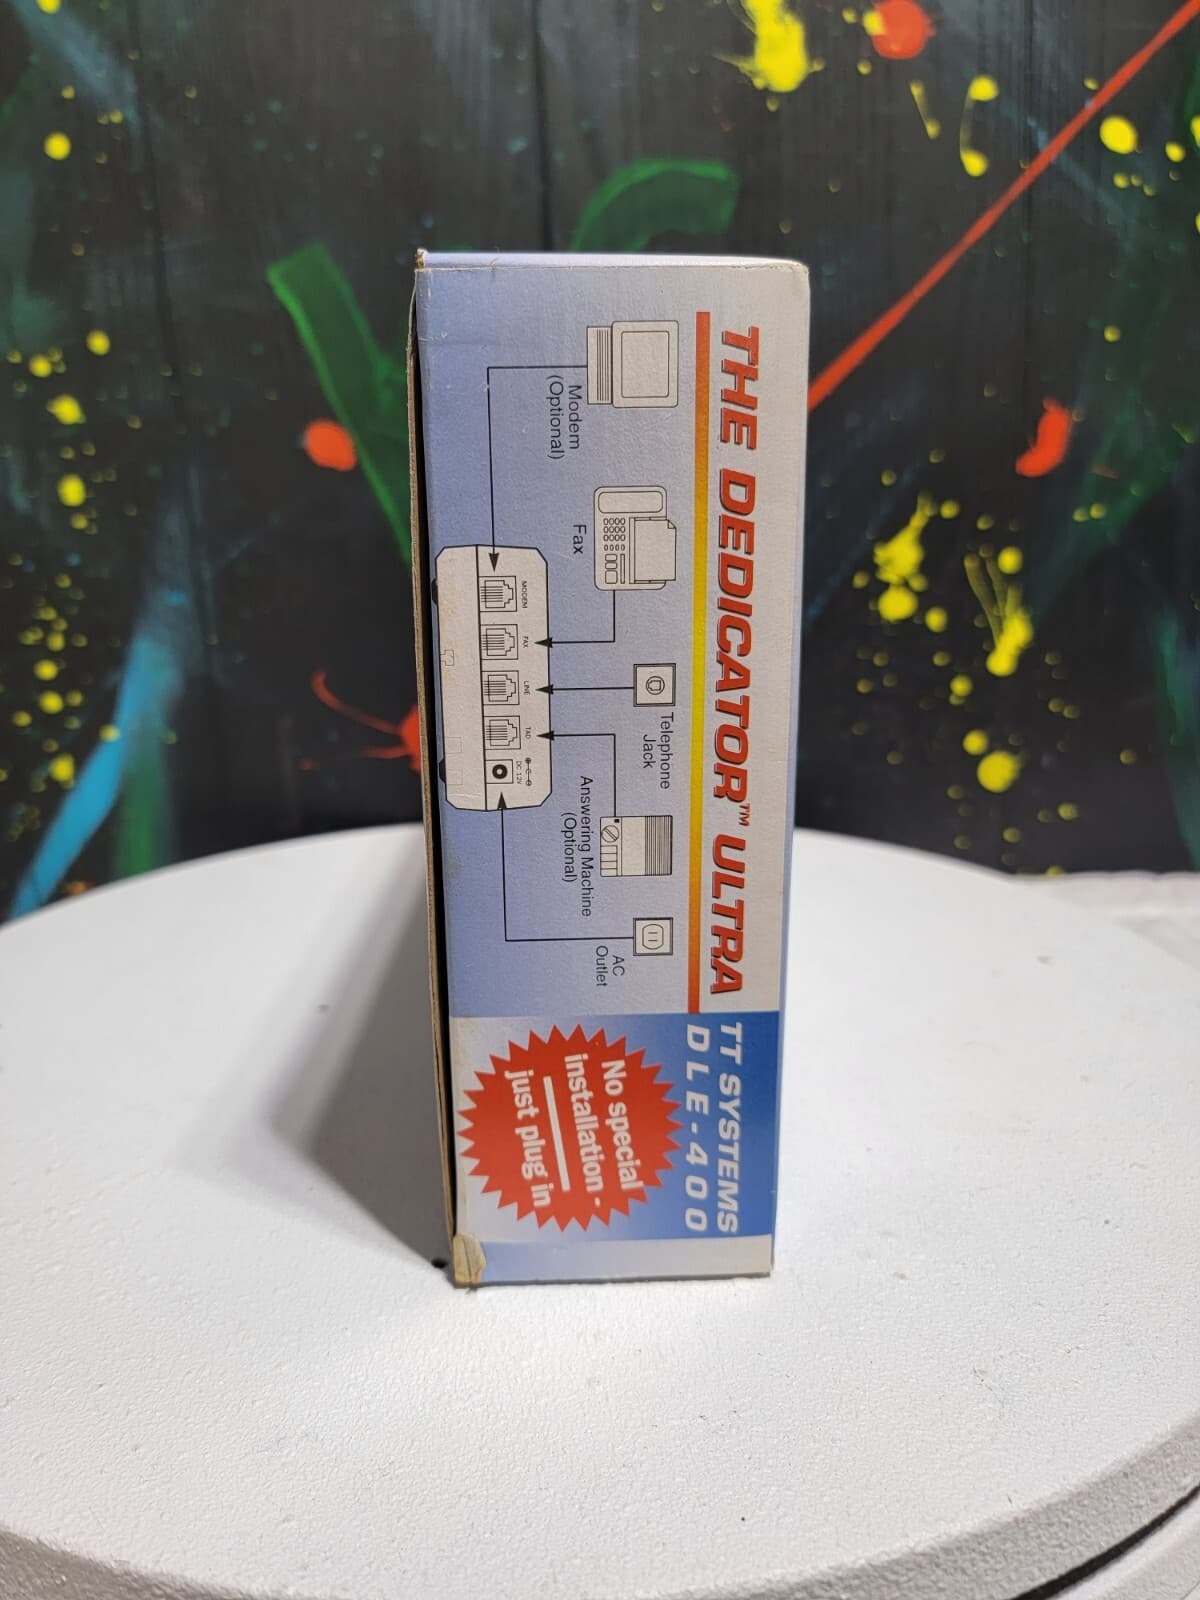 THE DEDICATOR™ ULTRA
TT SYSTEMS
DLE-400
Modem
(Optional)
Fax
Telephone
Jack
Answering Machine
(Optional)
AC
Outlet
MODEM
FAX
LINE
TAD
DC 12V
No special
installation -
just plug in